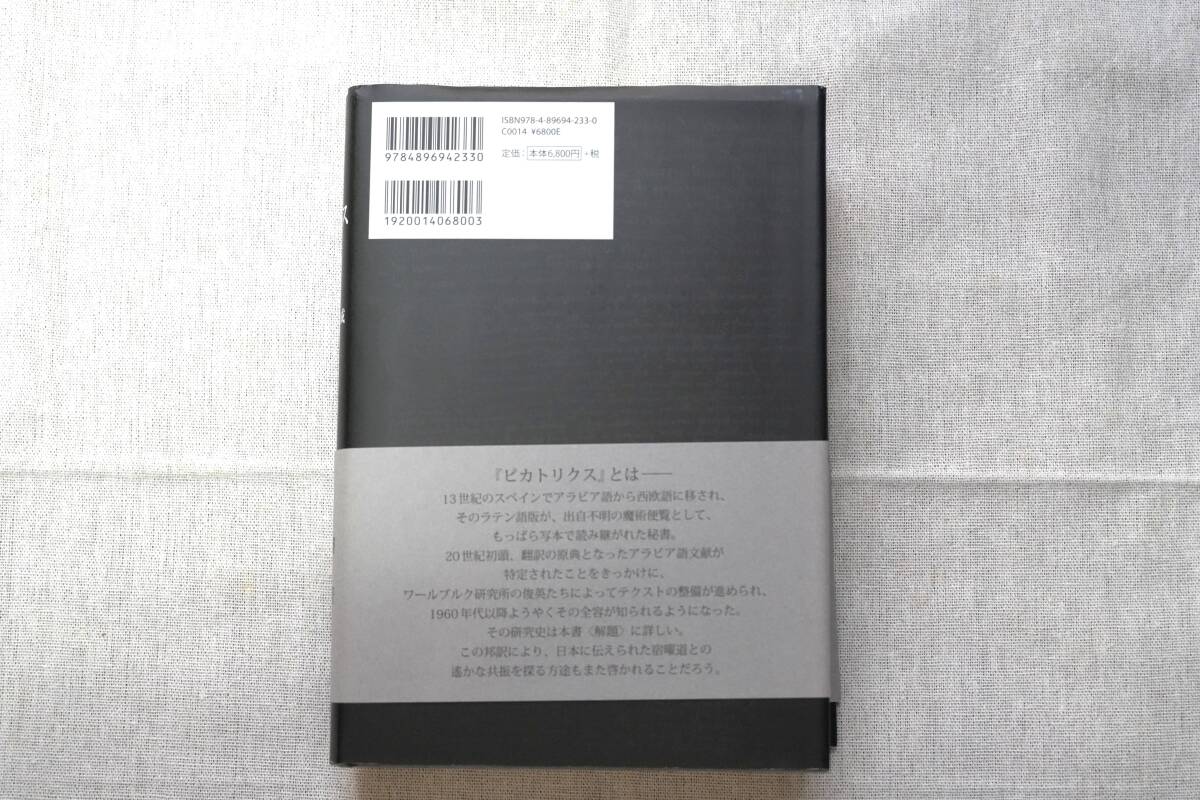 ISBN978-4-89694-233-0
C0014 ¥6800E
定価：本体6,800円 +税
9784896942330
1920014068003
『ピカトリクス』とは──
13世紀のスペインでアラビア語から西欧語に移され、
そのラテン語版が、出自不明の魔術便覧として、
もっぱら写本で読み継がれた秘書。
20世紀初頭、翻訳の原典となったアラビア語文献が
特定されたことをきっかけに、
ワールブルク研究所の俊英たちによってテクストの整備が進められ、
1960年代以降ようやくその全容が知られるようになった。
その研究史は本書〈解題〉に詳しい。
この邦訳により、日本に伝えられた宿曜道との
遙かな共振を探る方途もまた啓かれることだろう。